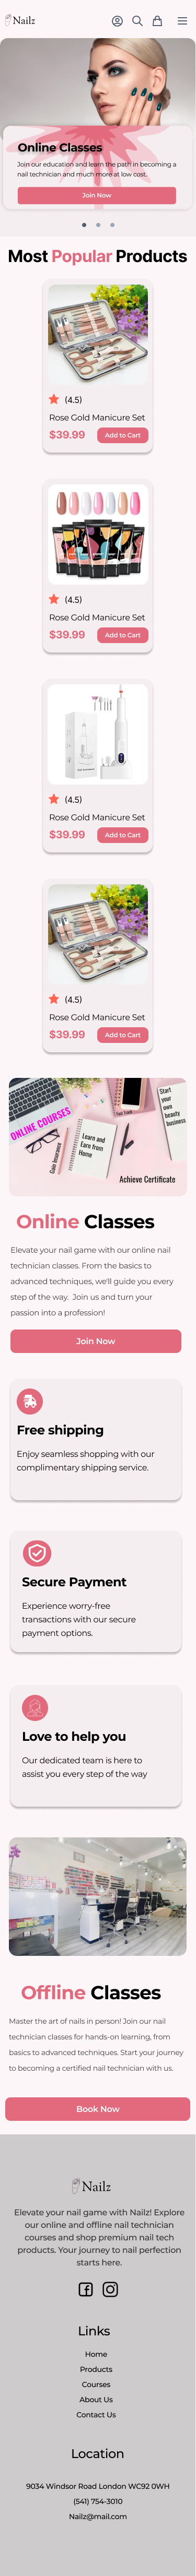 Nailz
Online Classes
Join our education and learn the path in becoming a
nail technician and much more at low cost.
Join Now
Most Popular Products
(4.5)
Rose Gold Manicure Set
$39.99
Add to Cart
(4.5)
Rose Gold Manicure Set
$39.99
Add to Cart
(4.5)
Rose Gold Manicure Set
$39.99
Add to Cart
(4.5)
Rose Gold Manicure Set
$39.99
Add to Cart
ONLINE COURSES
Start
your own
beauty
business
Learn and
Earn from
Home
Achieve Certificate
Online Classes
Elevate your nail game with our online nail
technician classes. From the basics to
advanced techniques, we'll guide you every
step of the way. Join us and turn your
passion into a profession!
Join Now
Free shipping
Enjoy seamless shopping with our
complimentary shipping service.
Secure Payment
Experience worry-free
transactions with our secure
payment options.
Love to help you
Our dedicated team is here to
assist you every step of the way
Offline Classes
Master the art of nails in person! Join our nail
technician classes for hands-on learning, from
basics to advanced techniques. Start your journey
to becoming a certified nail technician with us.
Book Now
Nailz
Elevate your nail game with Nailz! Explore
our online and offline nail technician
courses and shop premium nail tech
products. Your journey to nail perfection
starts here.
Links
Home
Products
Courses
About Us
Contact Us
Location
9034 Windsor Road London WC92 0WH
(541) 754-3010
Nailz@mail.com